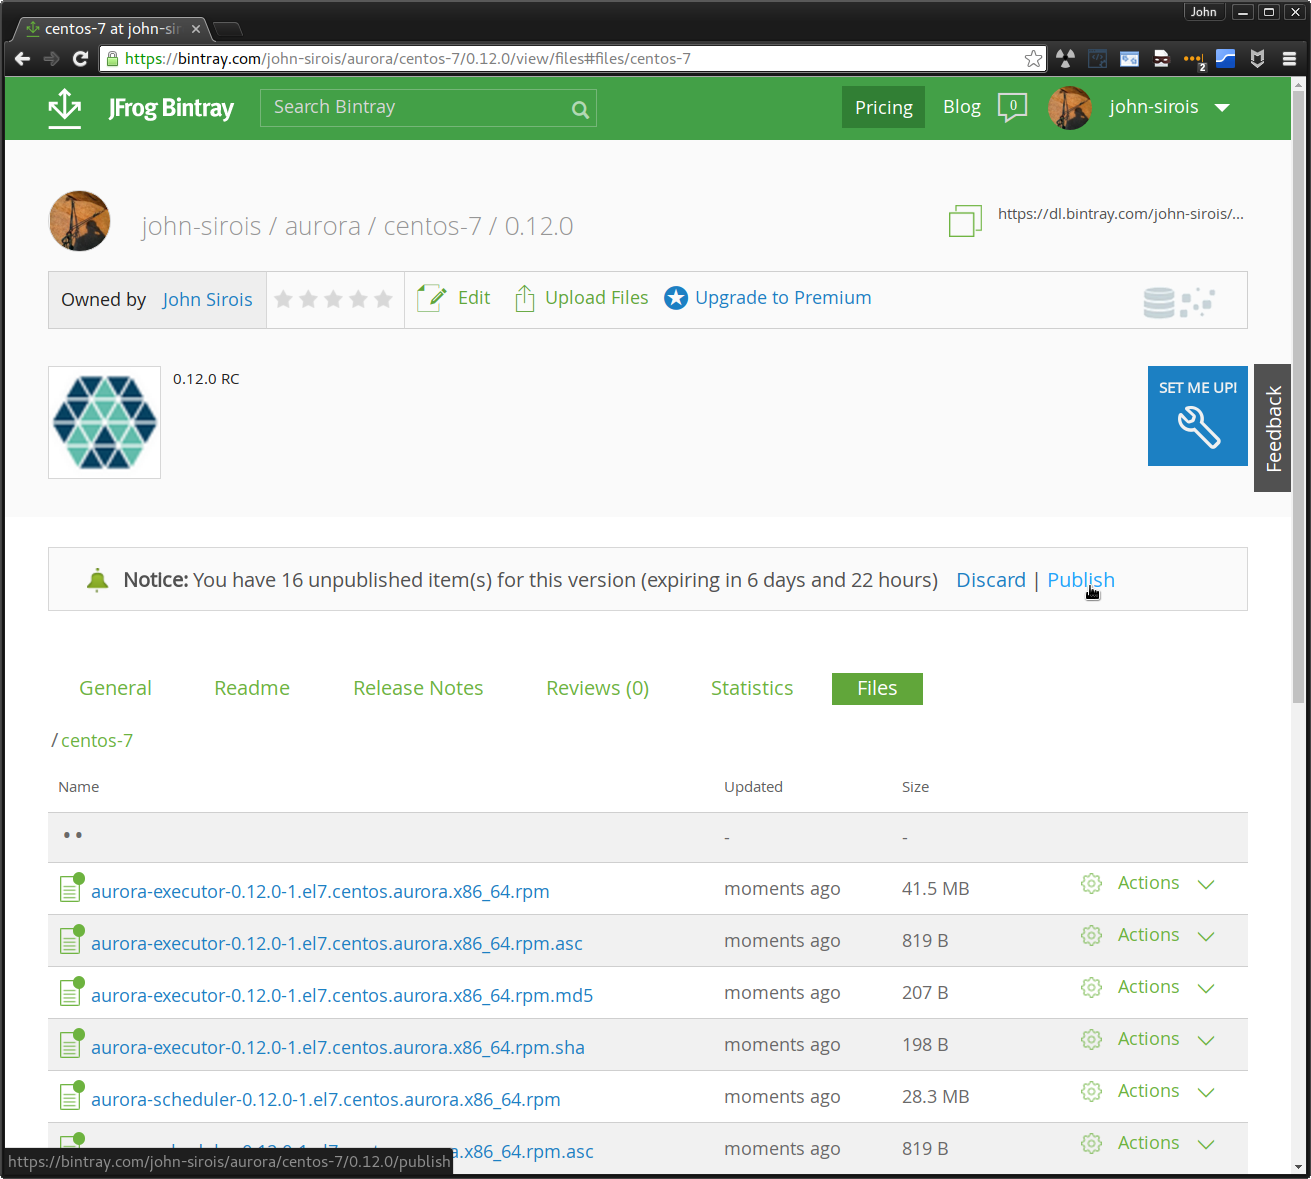 John
centos-7 at john-sir
https://bintray.com/john-sirois/aurora/centos-7/0.12.0/view/files#files/centos-7
2
JFrog Bintray
Search Bintray
Pricing
Blog
0
john-sirois
john-sirois / aurora / centos-7 / 0.12.0
https://dl.bintray.com/john-sirois/...
Owned by John Sirois
Edit
Upload Files
Upgrade to Premium
0.12.0 RC
SET ME UP!
Feedback
Notice: You have 16 unpublished item(s) for this version (expiring in 6 days and 22 hours) Discard | Publish
General Readme Release Notes Reviews (0) Statistics Files
/ centos-7
Name Updated Size
•• - -
aurora-executor-0.12.0-1.el7.centos.aurora.x86_64.rpm moments ago 41.5 MB Actions
aurora-executor-0.12.0-1.el7.centos.aurora.x86_64.rpm.asc moments ago 819 B Actions
aurora-executor-0.12.0-1.el7.centos.aurora.x86_64.rpm.md5 moments ago 207 B Actions
aurora-executor-0.12.0-1.el7.centos.aurora.x86_64.rpm.sha moments ago 198 B Actions
aurora-scheduler-0.12.0-1.el7.centos.aurora.x86_64.rpm moments ago 28.3 MB Actions
a.x86_64.rpm.asc moments ago 819 B Actions
https://bintray.com/john-sirois/aurora/centos-7/0.12.0/publish